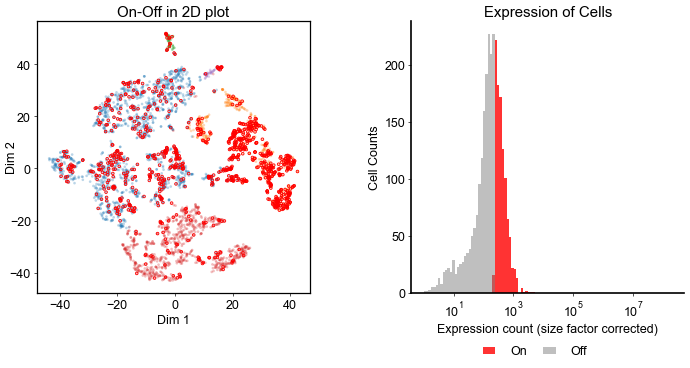 On-Off in 2D plot
Expression of Cells
Dim 2
40
20
0
−20
−40
−40 −20 0 20 40
Dim 1
Cell Counts
200
150
100
50
0
10^1 10^3 10^5 10^7
Expression count (size factor corrected)
On Off